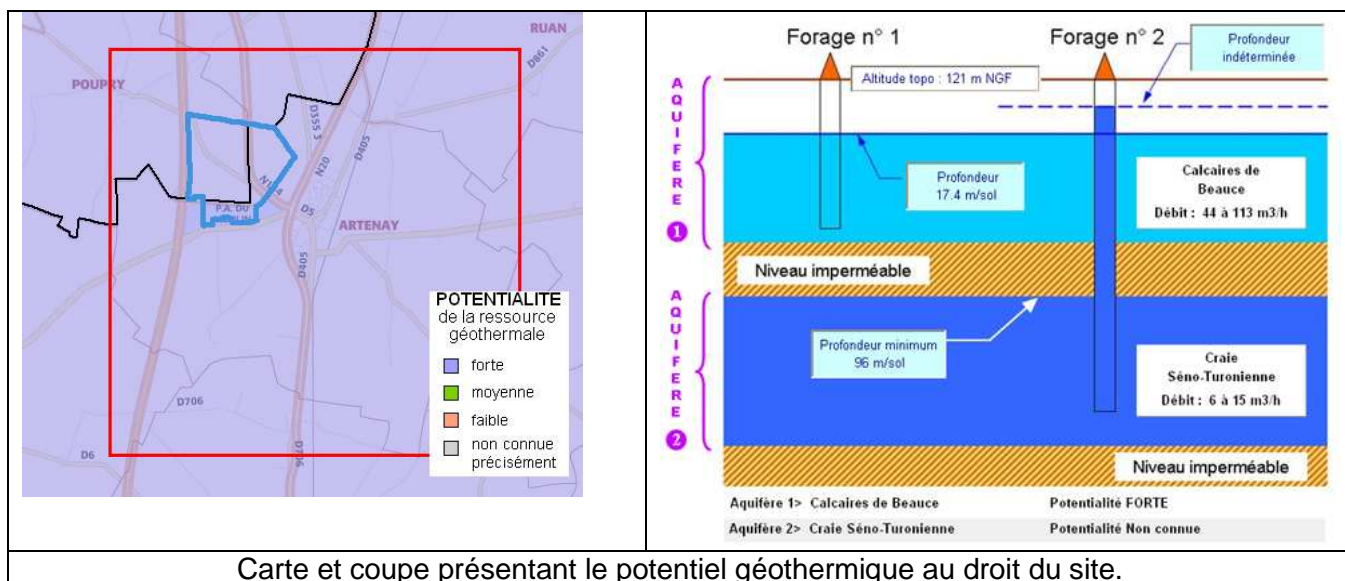 RUAN
D861
POUPRY
D355.3
D405
N20
D5
P.A. DU
ARTENAY
D405
D706
D6
POTENTIALITE
de la ressource
géothermale
forte
moyenne
faible
non connue
précisément
Forage n° 1
Forage n° 2
Profondeur
indéterminée
Altitude topo : 121 m NGF
AQUIFERE
1
Profondeur
17.4 m/sol
Calcaires de
Beauce
Débit : 44 à 113 m3/h
Niveau imperméable
AQUIFERE
2
Profondeur minimum
96 m/sol
Craie
Séno-Turonienne
Débit : 6 à 15 m3/h
Niveau imperméable
Aquifère 1> Calcaires de Beauce Potentialité FORTE
Aquifère 2> Craie Séno-Turonienne Potentialité Non connue
Carte et coupe présentant le potentiel géothermique au droit du site.